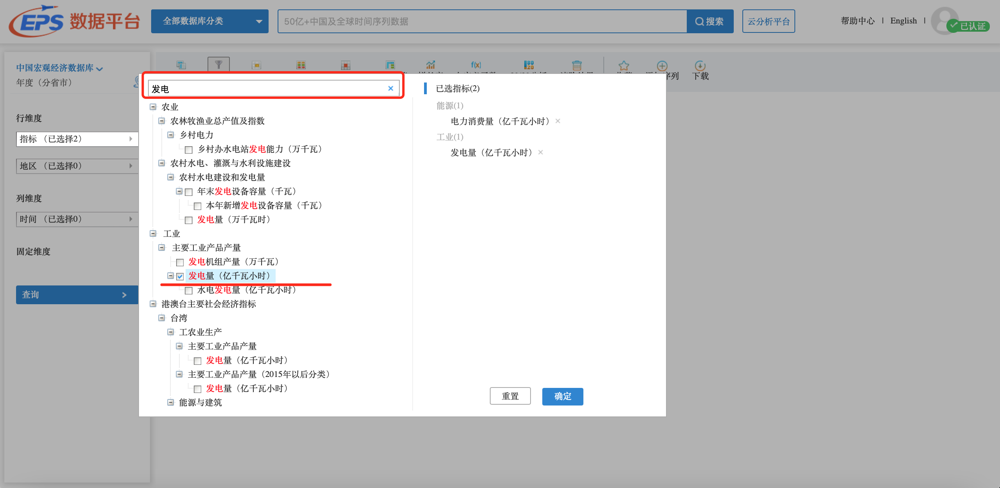 EPS 数据平台
全部数据库分类
50亿+中国及全球时间序列数据
搜索
云分析平台
帮助中心 | English |
已认证
中国宏观经济数据库
年度（分省市）
行维度
指标 （已选择2）
地区 （已选择0）
列维度
时间 （已选择0）
固定维度
查询
f(x)
80
20
下载
发电
农业
农林牧渔业总产值及指数
乡村电力
乡村办水电站发电能力（万千瓦）
农村水电、灌溉与水利设施建设
农村水电建设和发电量
年末发电设备容量（千瓦）
本年新增发电设备容量（千瓦）
发电量（万千瓦时）
工业
主要工业产品产量
发电机组产量（万千瓦）
发电量（亿千瓦小时）
水电发电量（亿千瓦小时）
港澳台主要社会经济指标
台湾
工农业生产
主要工业产品产量
发电量（亿千瓦小时）
主要工业产品产量（2015年以后分类）
发电量（亿千瓦小时）
能源与建筑
已选指标(2)
能源(1)
电力消费量（亿千瓦小时）
工业(1)
发电量（亿千瓦小时）
重置
确定